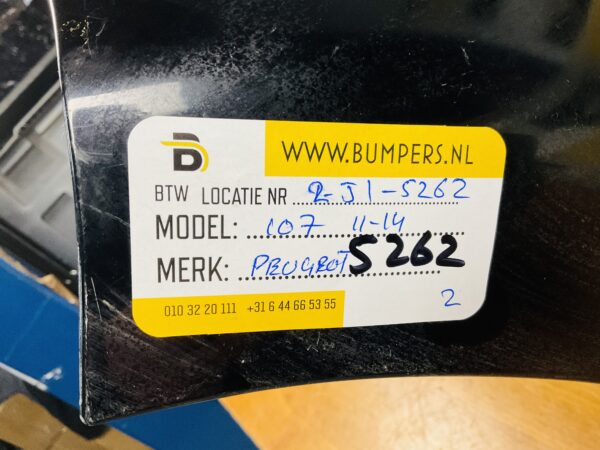 WWW.BUMPERS.NL
BTW LOCATIE NR 2-J1-5262
MODEL: 107 11-14
MERK: PEUGEOT 5262
010 32 20 111 +31 6 44 66 53 55
2